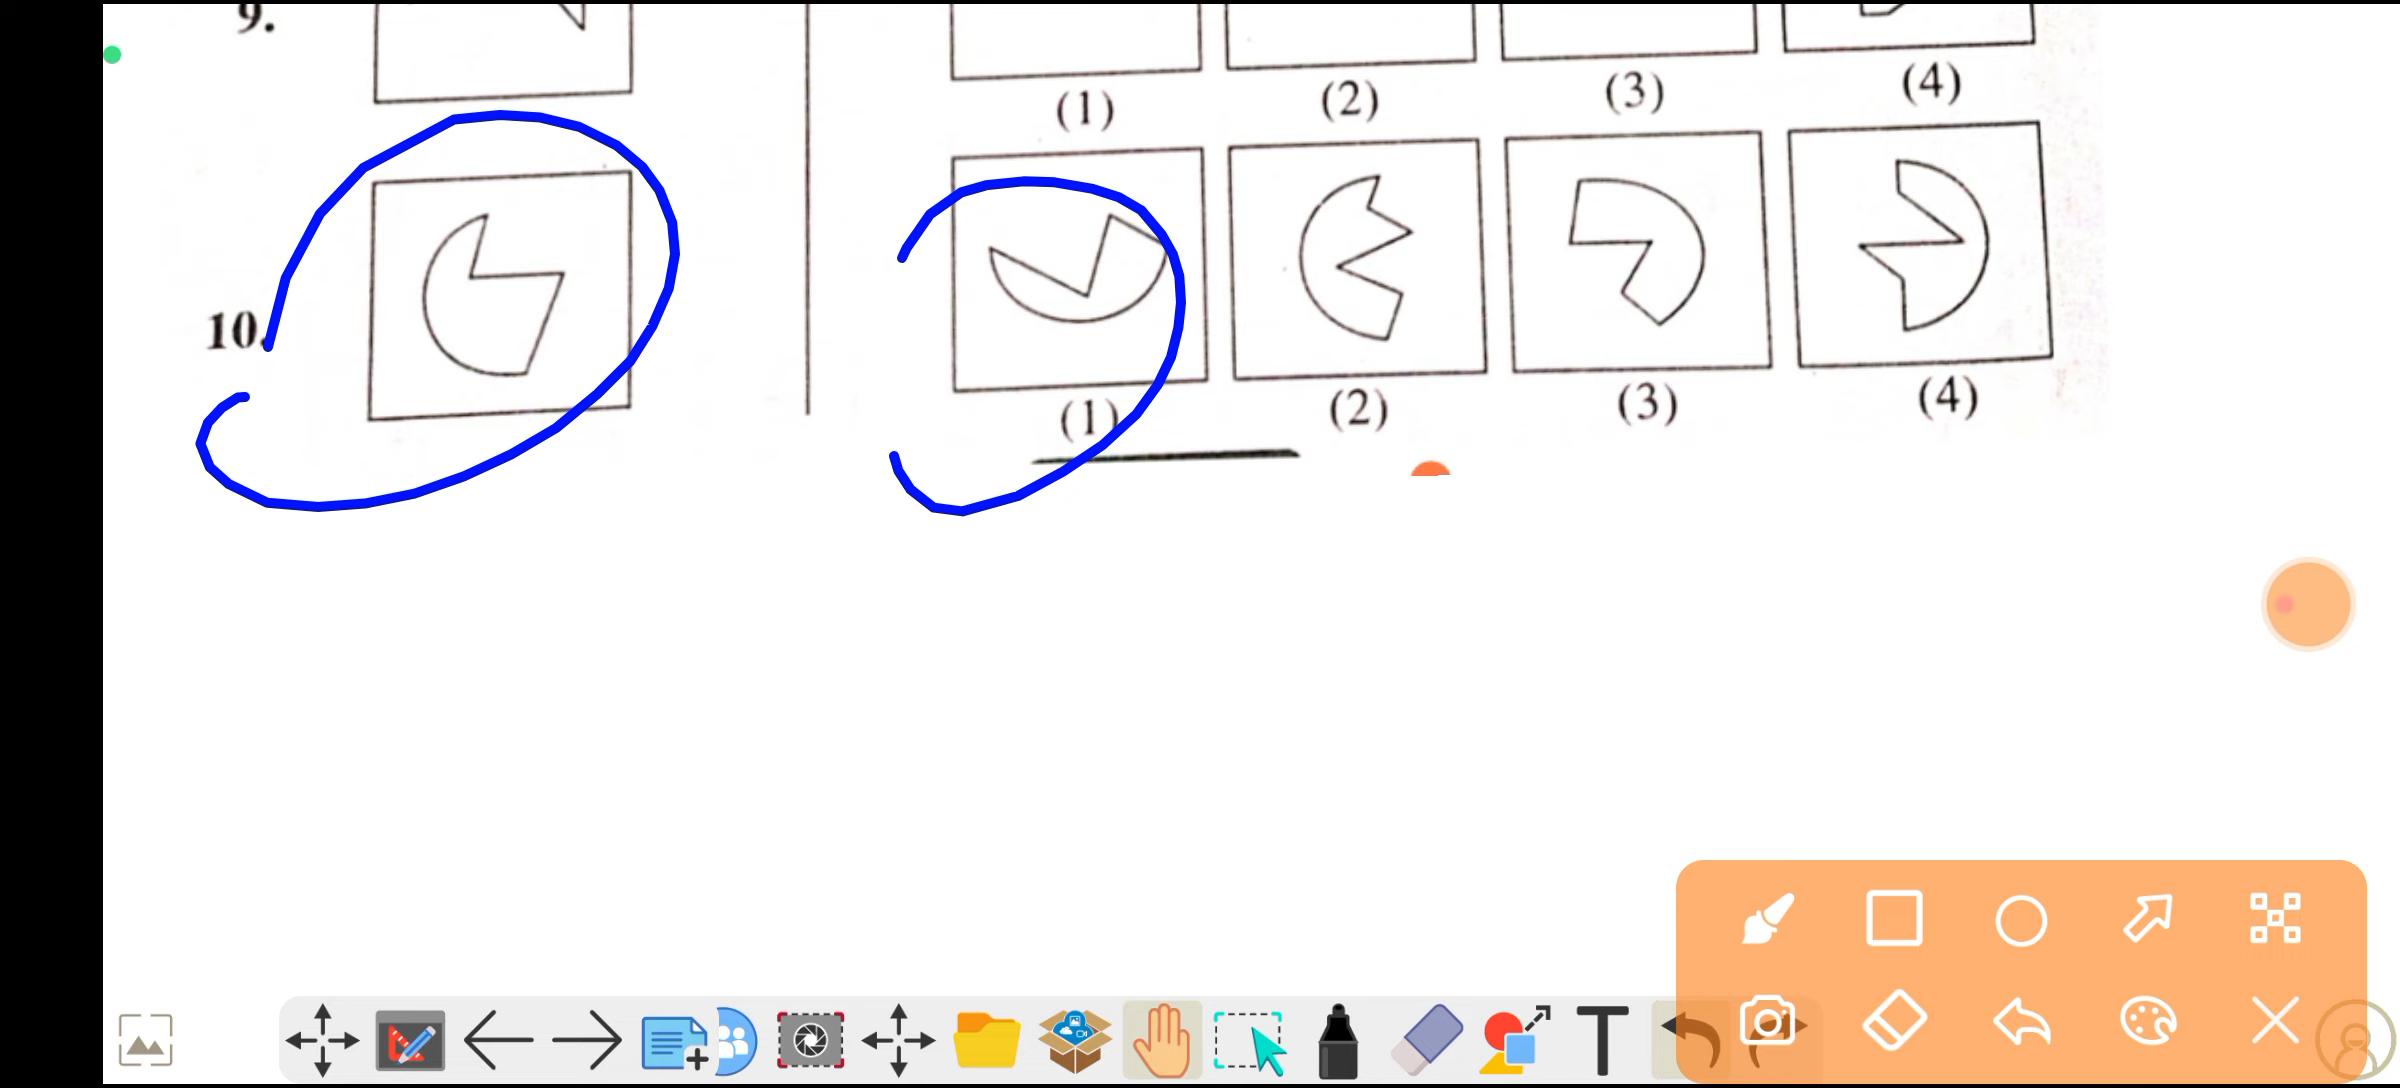 9.
(1) (2) (3) (4)
10.
(1) (2) (3) (4)